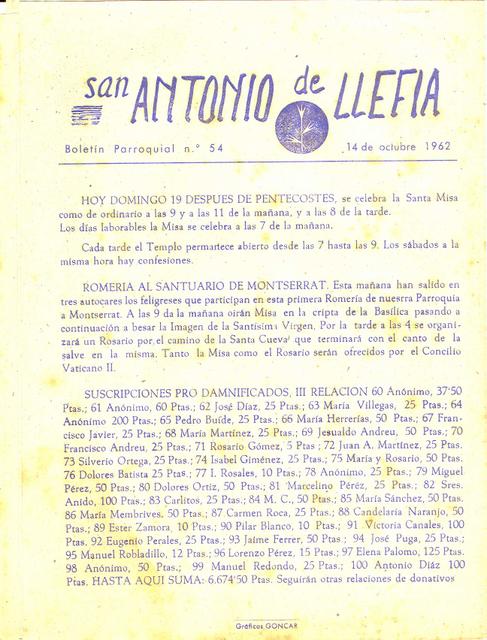 san ANTONIO de LLEFIA
Boletín Parroquial n.º 54
14 de octubre 1962
HOY DOMINGO 19 DESPUES DE PENTECOSTES, se celebra la Santa Misa
como de ordinario a las 9 y a las 11 de la mañana, y a las 8 de la tarde.
Los días laborables la Misa se celebra a las 7 de la mañana.
Cada tarde el Templo permartece abierto desde las 7 hasta las 9. Los sábados a la
misma hora hay confesiones.
ROMERIA AL SANTUARIO DE MONTSERRAT. Esta mañana han salido en
tres autocares los feligreses que participan en esta primera Romería de nuesrra Parroquia
a Montserrat. A las 9 da la mañana oirán Misa en la cripta de la Basílica pasando a
continuación a besar la Imagen de la Santísima Virgen. Por la tarde a las 4 se organi-
zará un Rosario por el camino de la Santa Cueva que terminará con el canto de la
salve en la misma. Tanto la Misa como el Rosario serán ofrecidos por el Concilio
Vaticano II.
SUSCRIPCIONES PRO DAMNIFICADOS, III RELACION 60 Anónimo, 37'50
Ptas.; 61 Anónimo, 60 Ptas.; 62 José Díaz, 25 Ptas.; 63 María Villegas, 25 Ptas.; 64
Anónimo 200 Ptas.; 65 Pedro Buíde, 25 Ptas.; 66 María Herrerías, 50 Ptas.; 67 Fran-
cisco Javier, 25 Ptas.; 68 María Martínez, 25 Ptas.; 69 Jesualdo Andreu, 50 Ptas.; 70
Francisco Andreu, 25 Ptas.; 71 Rosario Gómez, 5 Ptas.; 72 Juan A. Martínez, 25 Ptas.
73 Silverio Ortega, 25 Ptas.; 74 Isabel Giménez, 25 Ptas.; 75 María y Rosario, 50 Ptas.
76 Dolores Batista 25 Ptas.; 77 I. Rosales, 10 Ptas.; 78 Anónimo, 25 Ptas.; 79 Miguel
Pérez, 50 Ptas.; 80 Dolores Ortíz, 50 Ptas.; 81 Marcelino Peréz, 25 Ptas.; 82 Sres.
Anido, 100 Ptas.; 83 Carlitos, 25 Ptas.; 84 M. C., 50 Ptas.; 85 María Sánchez, 50 Ptas.
86 María Membrives, 50 Ptas.; 87 Carmen Roca, 25 Ptas.; 88 Candelaría Naranjo, 50
Ptas.; 89 Ester Zamora, 10 Ptas.; 90 Pilar Blanco, 10 Ptas.; 91 Victoria Canales, 100
Ptas. 92 Eugenio Perales, 25 Ptas.; 93 Jaime Ferrer, 50 Ptas.; 94 José Puga, 25 Ptas.;
95 Manuel Robladillo, 12 Ptas.; 96 Lorenzo Pérez, 15 Ptas.; 97 Elena Palomo, 125 Ptas.
98 Anónimo, 50 Ptas.; 99 Manuel Redondo, 25 Ptas.; 100 Antonio Díaz 100
Ptas. HASTA AQUI SUMA: 6.674'50 Ptas. Seguirán otras relaciones de donativos
Gráficos GONCAR